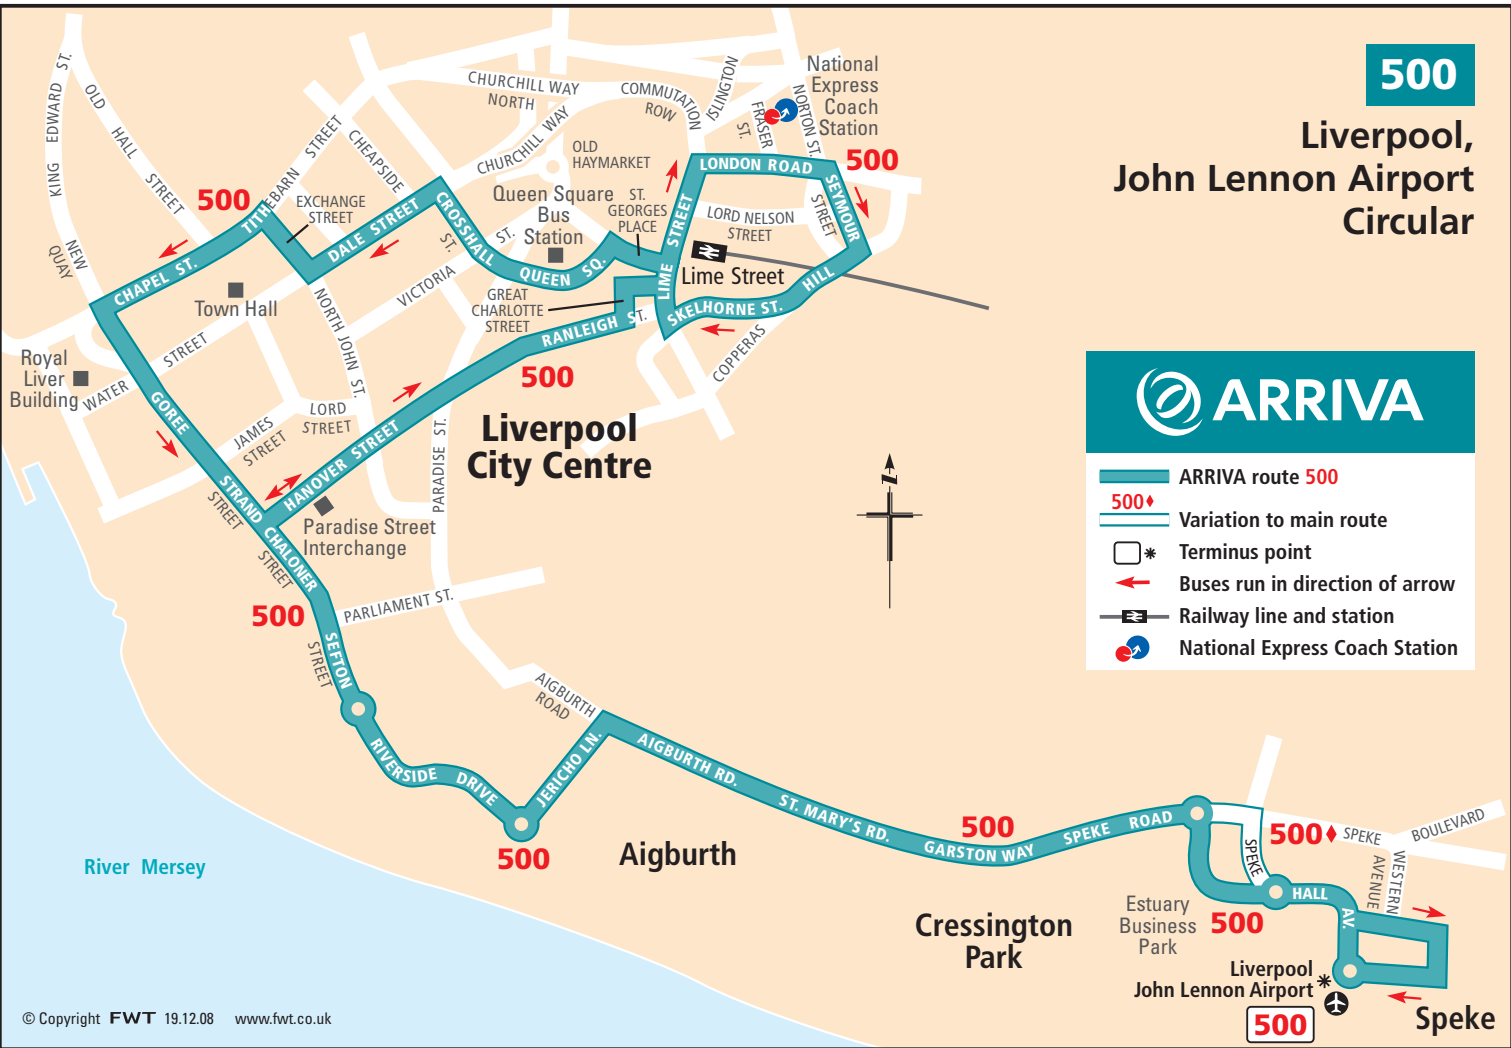 500
Liverpool,
John Lennon Airport
Circular
KING EDWARD ST.
OLD HALL STREET
NEW
QUAY
CHAPEL ST.
500
TITHEBARN STREET
EXCHANGE
STREET
CHEAPSIDE
DALE STREET
CHURCHILL WAY
NORTH
CHURCHILL WAY
COMMUTATION
ROW
ISLINGTON
FRASER
ST.
NORTON ST.
National
Express
Coach
Station
OLD
HAYMARKET
Queen Square
Bus
Station
ST.
GEORGES
PLACE
LONDON ROAD
500
SEYMOUR
STREET
LORD NELSON
STREET
LIME STREET
Lime Street
CROSSHALL
ST.
QUEEN SQ.
VICTORIA ST.
GREAT
CHARLOTTE
STREET
RANLEIGH ST.
SKELHORNE ST.
HILL
COPPERAS
Town Hall
NORTH JOHN ST.
WATER STREET
Royal
Liver
Building
GOREE
JAMES
STREET
LORD
STREET
HANOVER STREET
500
Liverpool
City Centre
PARADISE ST.
STRAND
STREET
CHALONER
STREET
Paradise Street
Interchange
500
PARLIAMENT ST.
SEFTON
STREET
RIVERSIDE DRIVE
500
JERICHO LN.
AIGBURTH
ROAD
AIGBURTH RD.
Aigburth
ST. MARY'S RD.
500
GARSTON WAY
SPEKE ROAD
500♦
SPEKE BOULEVARD
SPEKE
HALL
AV.
WESTERN
AVENUE
Estuary
Business
Park
500
Cressington
Park
Liverpool
John Lennon Airport
500
Speke
River Mersey
ARRIVA
ARRIVA route 500
500♦
Variation to main route
Terminus point
Buses run in direction of arrow
Railway line and station
National Express Coach Station
© Copyright FWT 19.12.08 www.fwt.co.uk